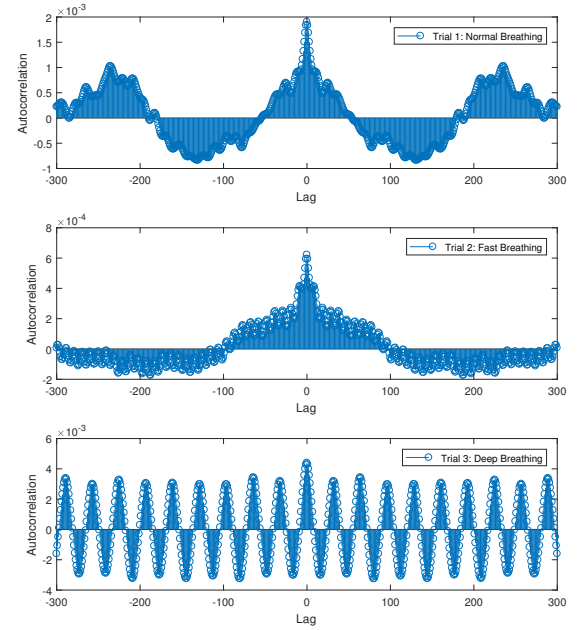 ×10⁻³
2
1.5
1
0.5
0
-0.5
-1
Autocorrelation
Trial 1: Normal Breathing
-300 -200 -100 0 100 200 300
Lag
×10⁻⁴
8
6
4
2
0
-2
Autocorrelation
Trial 2: Fast Breathing
-300 -200 -100 0 100 200 300
Lag
×10⁻³
6
4
2
0
-2
-4
Autocorrelation
Trial 3: Deep Breathing
-300 -200 -100 0 100 200 300
Lag